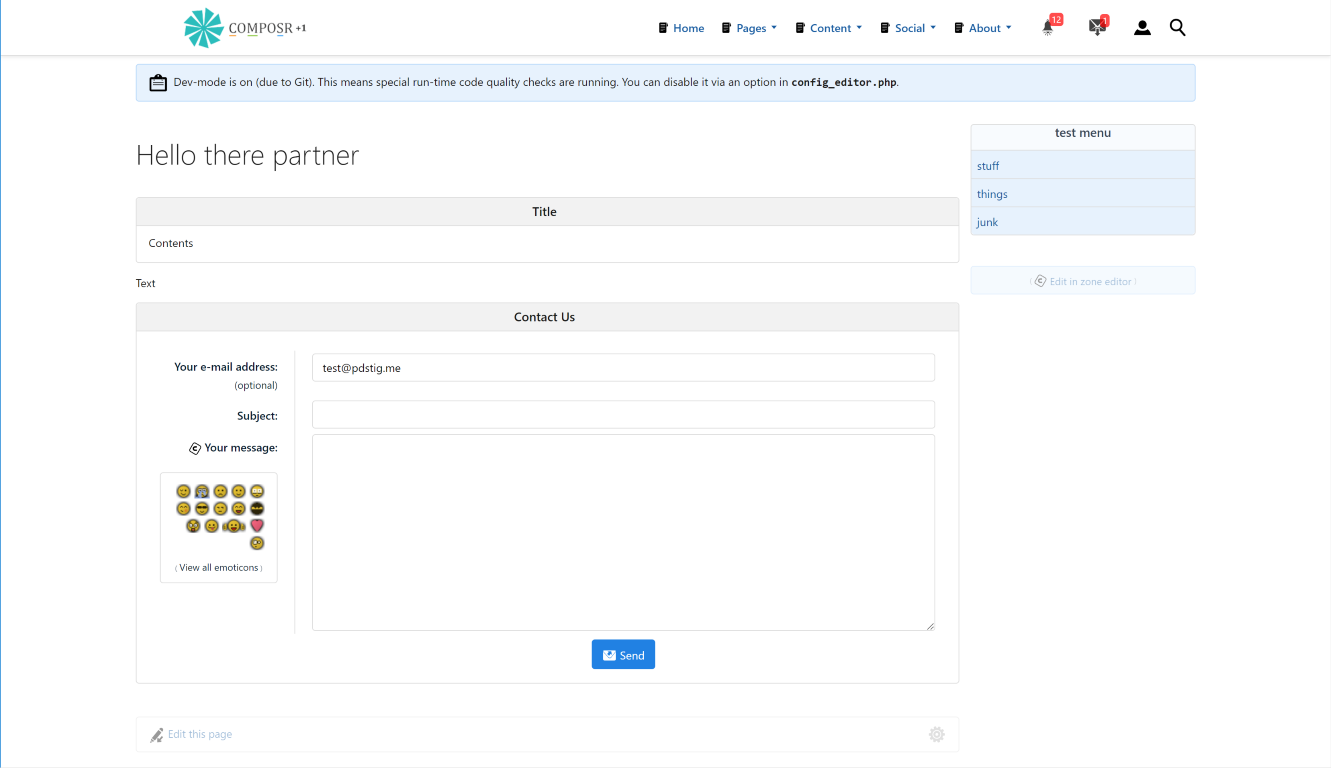 COMPOSR +1
Home Pages Content Social About 12 1
Dev-mode is on (due to Git). This means special run-time code quality checks are running. You can disable it via an option in config_editor.php.
Hello there partner
Title
Contents
Text
Contact Us
Your e-mail address:
(optional)
test@pdstig.me
Subject:
Your message:
( View all emoticons )
Send
Edit this page
test menu
stuff
things
junk
( Edit in zone editor )